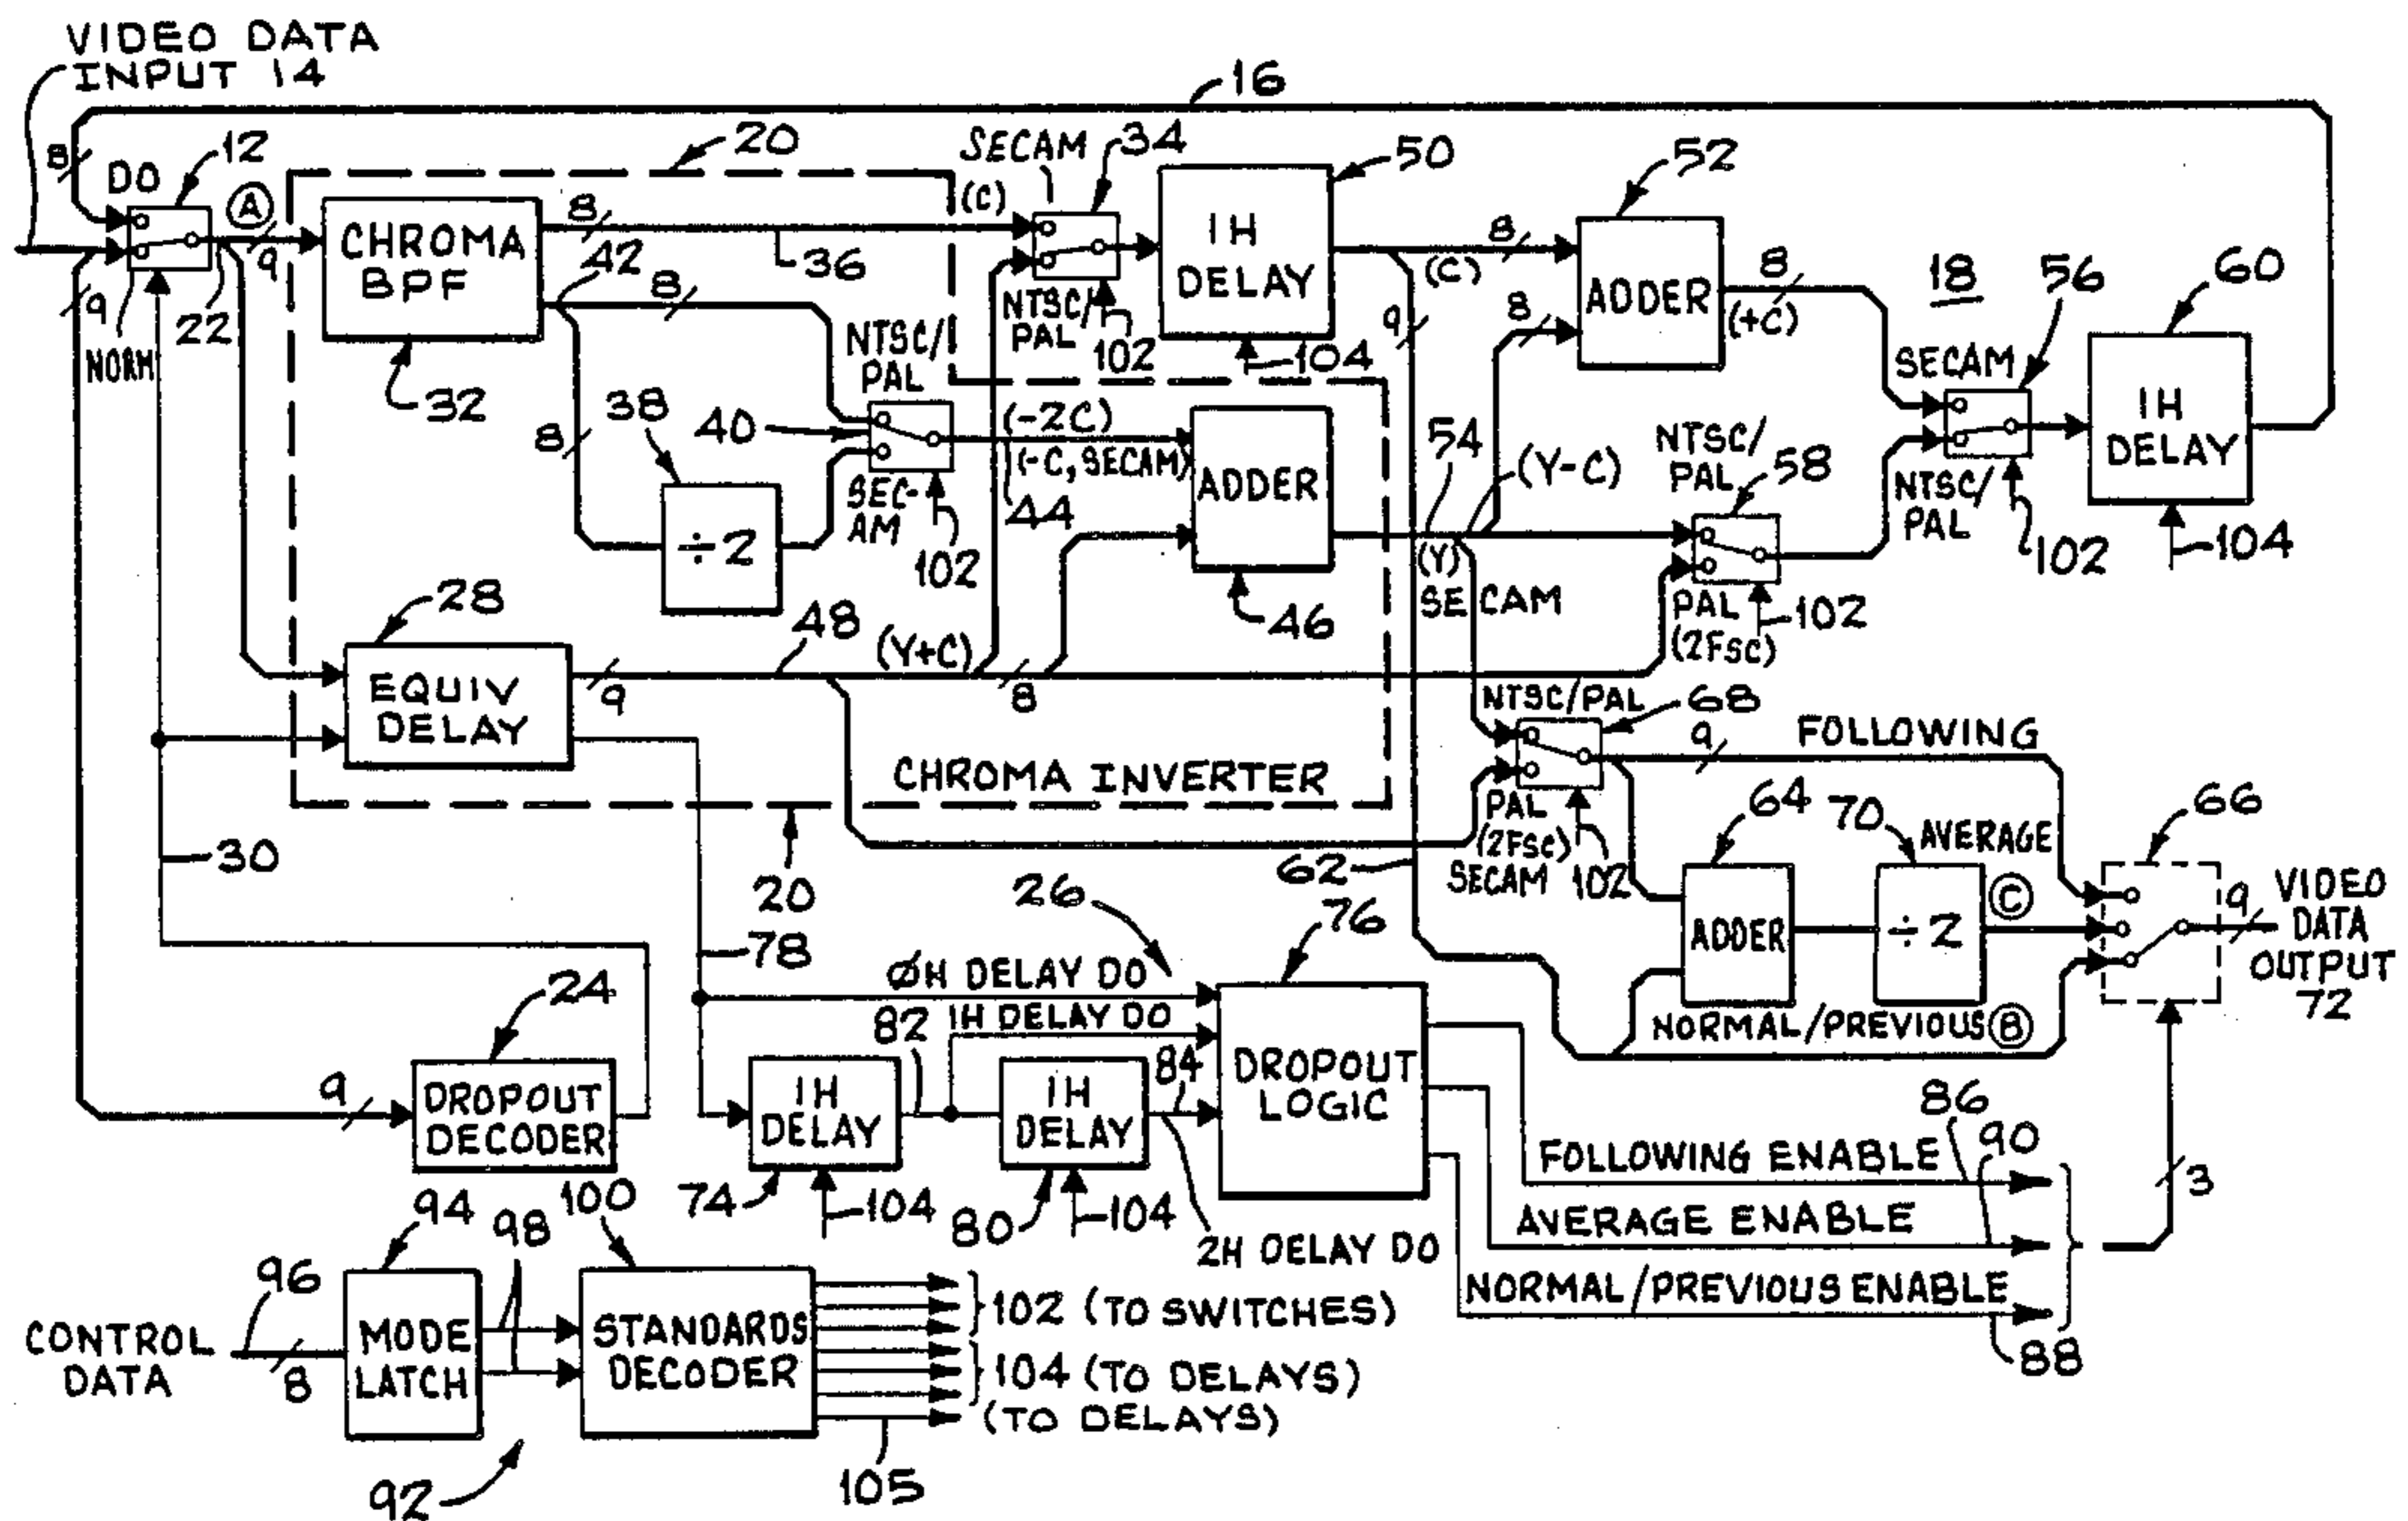 VIDEO DATA
INPUT 14
16
8
DO
12
A
9
20
SECAM
34
50
52
(C)
8
CHROMA
BPF
42
36
8
1H
DELAY
8
(C)
ADDER
8
(+C)
18
56
60
9
NORM
22
32
NTSC/
PAL
102
104
9
8
SECAM
1H
DELAY
NTSC/
PAL
40
38
8
÷2
SEC-
AM
102
(-2C)
(-C, SECAM)
44
ADDER
46
54
(Y-C)
(Y)
SECAM
NTSC/
PAL
58
PAL
(2FSC)
102
NTSC/
PAL
102
104
28
EQUIV
DELAY
9
48
(Y+C)
8
CHROMA INVERTER
20
NTSC/PAL
68
9
FOLLOWING
PAL
(2FSC)
SECAM
102
62
64
70
AVERAGE
66
ADDER
÷2
C
9
VIDEO
DATA
OUTPUT
72
NORMAL/PREVIOUS B
30
78
26
76
24
9
DROPOUT
DECODER
ØH DELAY DO
82
1H DELAY DO
84
1H
DELAY
1H
DELAY
DROPOUT
LOGIC
74
104
80
104
2H DELAY DO
86
90
FOLLOWING ENABLE
AVERAGE ENABLE
NORMAL/PREVIOUS ENABLE
88
3
94
98
100
96
CONTROL
DATA
8
MODE
LATCH
STANDARDS
DECODER
102 (TO SWITCHES)
104 (TO DELAYS)
(TO DELAYS)
105
92